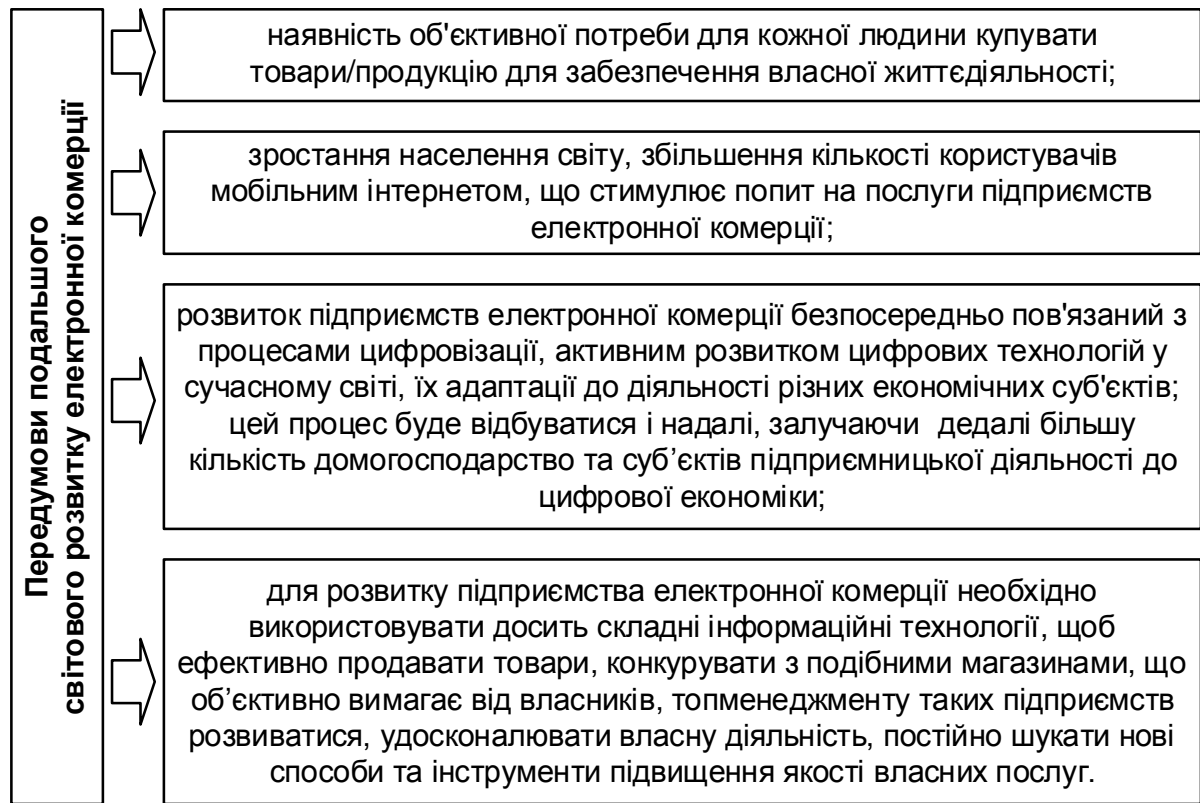 Передумови подальшого
світового розвитку електронної комерції
наявність об'єктивної потреби для кожної людини купувати
товари/продукцію для забезпечення власної життєдіяльності;
зростання населення світу, збільшення кількості користувачів
мобільним інтернетом, що стимулює попит на послуги підприємств
електронної комерції;
розвиток підприємств електронної комерції безпосередньо пов'язаний з
процесами цифровізації, активним розвитком цифрових технологій у
сучасному світі, їх адаптації до діяльності різних економічних суб'єктів;
цей процес буде відбуватися і надалі, залучаючи  дедалі більшу
кількість домогосподарство та суб’єктів підприємницької діяльності до
цифрової економіки;
для розвитку підприємства електронної комерції необхідно
використовувати досить складні інформаційні технології, щоб
ефективно продавати товари, конкурувати з подібними магазинами, що
об’єктивно вимагає від власників, топменеджменту таких підприємств
розвиватися, удосконалювати власну діяльність, постійно шукати нові
способи та інструменти підвищення якості власних послуг.